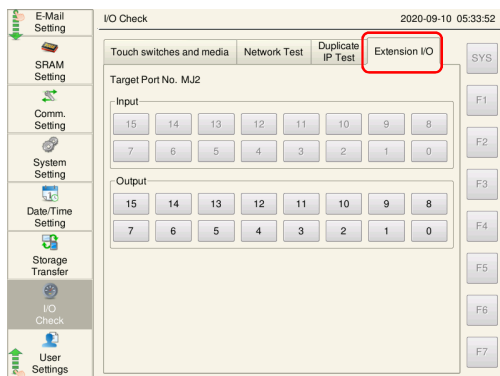 E-Mail
Setting
I/O Check
2020-09-10 05:33:52
SRAM
Setting
Comm.
Setting
System
Setting
Date/Time
Setting
Storage
Transfer
I/O
Check
User
Settings
Touch switches and media
Network Test
Duplicate
IP Test
Extension I/O
Target Port No. MJ2
Input
15 14 13 12 11 10 9 8
7 6 5 4 3 2 1 0
Output
15 14 13 12 11 10 9 8
7 6 5 4 3 2 1 0
SYS
F1
F2
F3
F4
F5
F6
F7